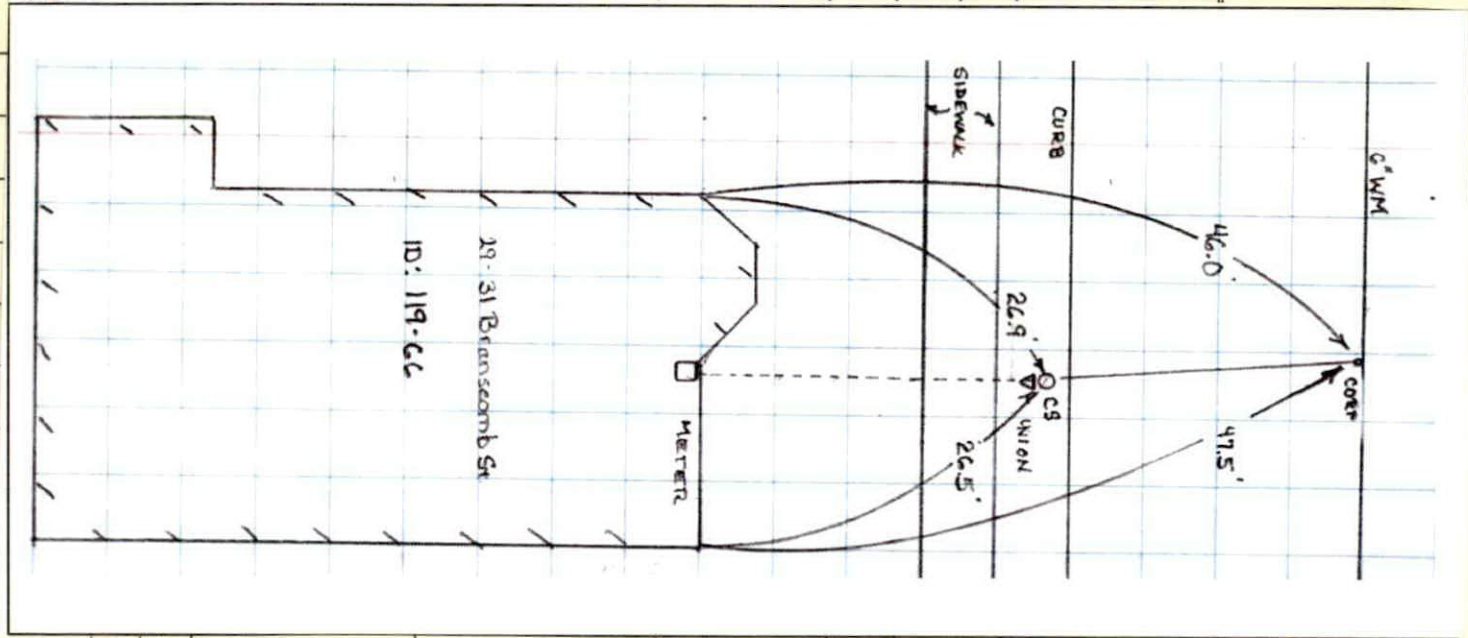 6" WM
CURB
SIDEWALK
46.0'
26.9'
CORP
CS
UNION
47.5'
26.5'
METER
29-31 Branscomb St
ID: 119-66